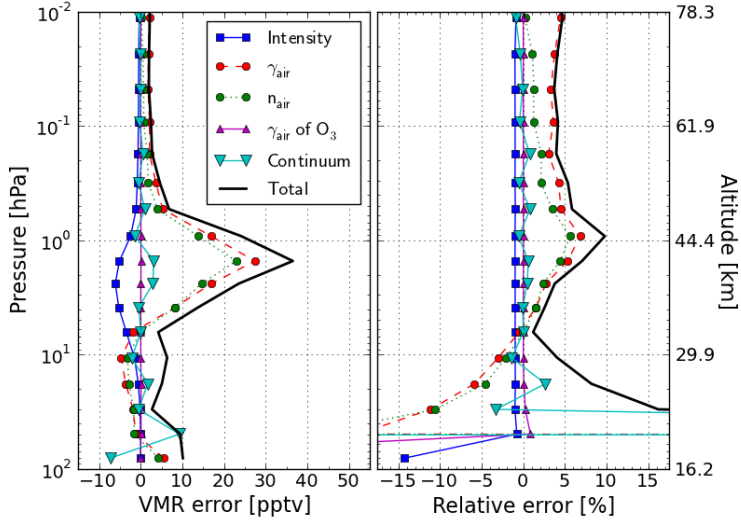 10⁻² 78.3
Intensity
γair
nair
γair of O₃
Continuum
Total
10⁻¹ 61.9
10⁰ 44.4
10¹ 29.9
10² 16.2
Pressure [hPa]
Altitude [km]
−10 0 10 20 30 40 50
−15 −10 −5 0 5 10 15
VMR error [pptv] Relative error [%]